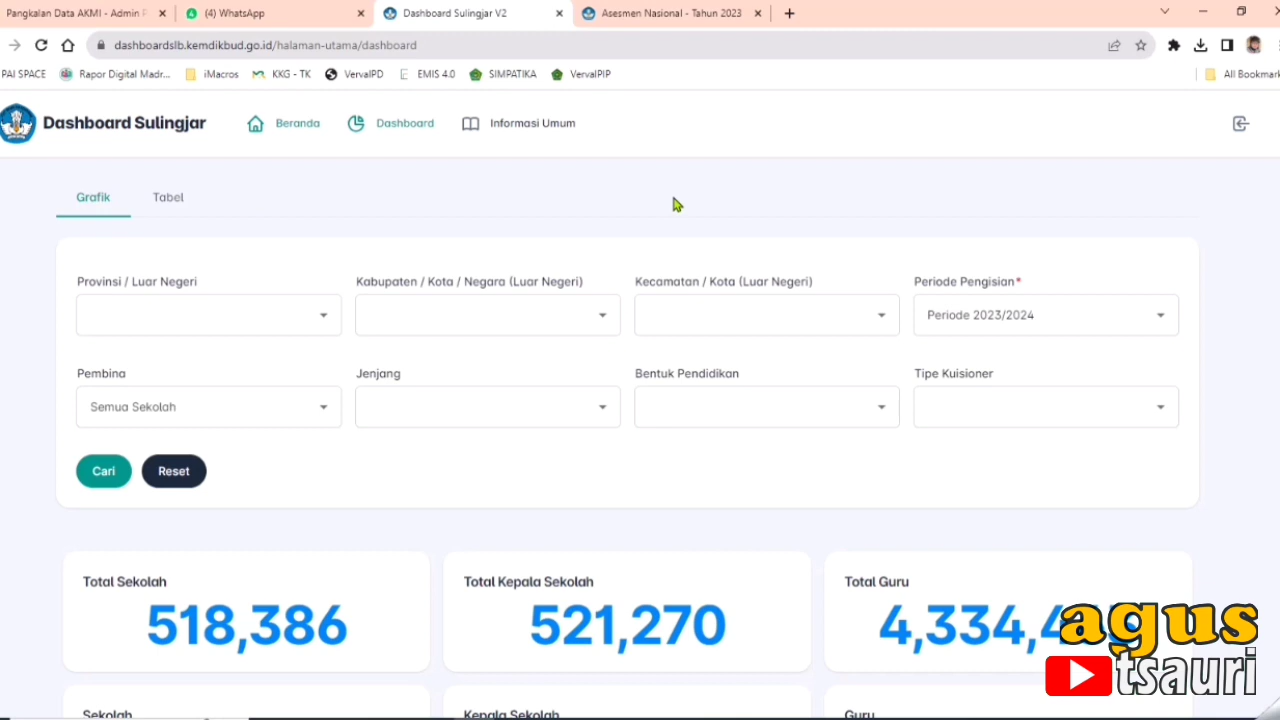 Pangkalan Data AKMI - Admin
(4) WhatsApp
Dashboard Sulingjar V2
Asesmen Nasional - Tahun 2023
dashboardslb.kemdikbud.go.id/halaman-utama/dashboard
PAI SPACE
Rapor Digital Madr...
iMacros
KKG - TK
VervalPD
EMIS 4.0
SIMPATIKA
VervalPIP
All Bookmark
Dashboard Sulingjar
Beranda
Dashboard
Informasi Umum
Grafik
Tabel
Provinsi / Luar Negeri
Kabupaten / Kota / Negara (Luar Negeri)
Kecamatan / Kota (Luar Negeri)
Periode Pengisian*
Periode 2023/2024
Pembina
Jenjang
Bentuk Pendidikan
Tipe Kuisioner
Semua Sekolah
Cari
Reset
Total Sekolah
518,386
Total Kepala Sekolah
521,270
Total Guru
4,334,4
agus
tsauri
Sekolah
Kepala Sekolah
Guru